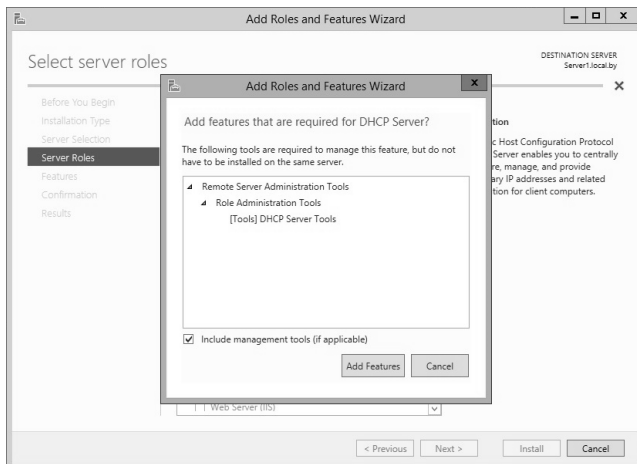 Add Roles and Features Wizard
Select server roles
DESTINATION SERVER
Server1.local.by
Before You Begin
Installation Type
Server Selection
Server Roles
Features
Confirmation
Results
Add Roles and Features Wizard
Add features that are required for DHCP Server?
The following tools are required to manage this feature, but do not
have to be installed on the same server.
Remote Server Administration Tools
Role Administration Tools
[Tools] DHCP Server Tools
Include management tools (if applicable)
Add Features
Cancel
tion
c Host Configuration Protocol
Server enables you to centrally
re, manage, and provide
ary IP addresses and related
tion for client computers.
Web Server (IIS)
< Previous
Next >
Install
Cancel